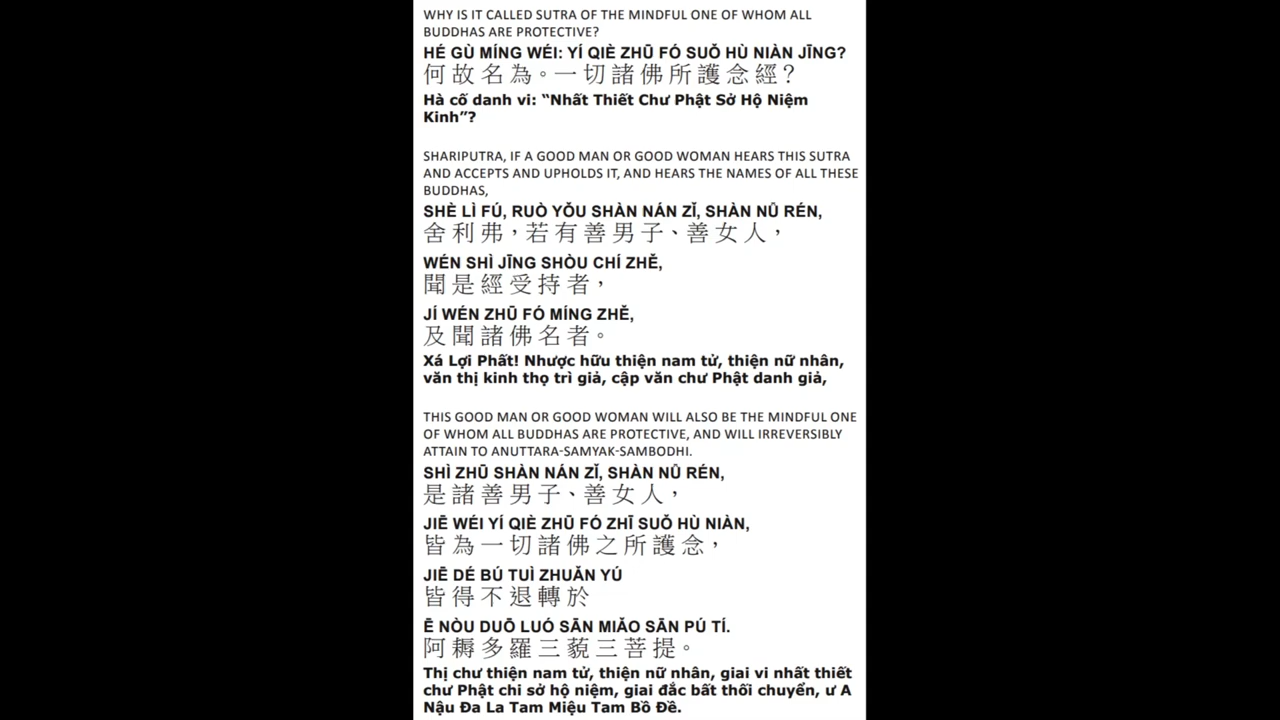 WHY IS IT CALLED SUTRA OF THE MINDFUL ONE OF WHOM ALL
BUDDHAS ARE PROTECTIVE?
HÉ GÙ MÍNG WÉI: YÍ QIÈ ZHŪ FÓ SUǑ HÙ NIÀN JĪNG?
何故名為。一切諸佛所護念經？
Hà cố danh vi: “Nhất Thiết Chư Phật Sở Hộ Niệm
Kinh”?
SHARIPUTRA, IF A GOOD MAN OR GOOD WOMAN HEARS THIS SUTRA
AND ACCEPTS AND UPHOLDS IT, AND HEARS THE NAMES OF ALL THESE
BUDDHAS,
SHÈ LÌ FÚ, RUÒ YǑU SHÀN NÁN ZǏ, SHÀN NǓ RÉN,
舍利弗，若有善男子、善女人，
WÉN SHÌ JĪNG SHÒU CHÍ ZHĚ,
聞是經受持者，
JÍ WÉN ZHŪ FÓ MÍNG ZHĚ,
及聞諸佛名者。
Xá Lợi Phất! Nhược hữu thiện nam tử, thiện nữ nhân,
văn thị kinh thọ trì giả, cập văn chư Phật danh giả,
THIS GOOD MAN OR GOOD WOMAN WILL ALSO BE THE MINDFUL ONE
OF WHOM ALL BUDDHAS ARE PROTECTIVE, AND WILL IRREVERSIBLY
ATTAIN TO ANUTTARA-SAMYAK-SAMBODHI.
SHÌ ZHŪ SHÀN NÁN ZǏ, SHÀN NǓ RÉN,
是諸善男子、善女人，
JIĒ WÉI YÍ QIÈ ZHŪ FÓ ZHĪ SUǑ HÙ NIÀN,
皆為一切諸佛之所護念，
JIĒ DÉ BÚ TUÌ ZHUǍN YÚ
皆得不退轉於
Ē NÒU DUŌ LUÓ SĀN MIǍO SĀN PÚ TÍ.
阿耨多羅三藐三菩提。
Thị chư thiện nam tử, thiện nữ nhân, giai vi nhất thiết
chư Phật chi sở hộ niệm, giai đắc bất thối chuyển, ư A
Nậu Đa La Tam Miệu Tam Bồ Đề.